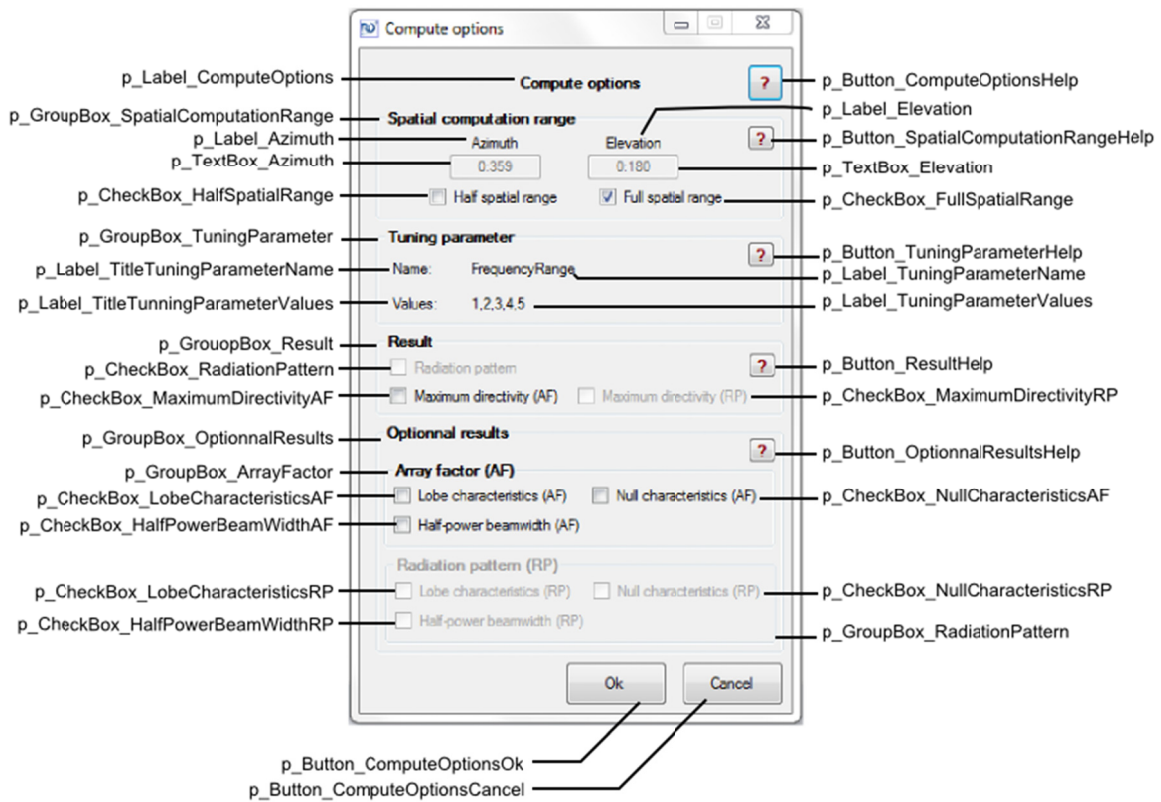 Compute options
p_Label_ComputeOptions
Compute options
?
p_Button_ComputeOptionsHelp
p_GroupBox_SpatialComputationRange
Spatial computation range
p_Label_Elevation
p_Label_Azimuth
Azimuth
Elevation
?
p_Button_SpatialComputationRangeHelp
p_TextBox_Azimuth
0:359
0:180
p_TextBox_Elevation
p_CheckBox_HalfSpatialRange
Half spatial range
Full spatial range
p_CheckBox_FullSpatialRange
p_GroupBox_TuningParameter
Tuning parameter
?
p_Button_TuningParameterHelp
p_Label_TitleTuningParameterName
Name:
FrequencyRange
p_Label_TuningParameterName
p_Label_TitleTunningParameterValues
Values:
1,2,3,4,5
p_Label_TuningParameterValues
p_GrouopBox_Result
Result
p_CheckBox_RadiationPattern
Radiation pattern
?
p_Button_ResultHelp
p_CheckBox_MaximumDirectivityAF
Maximum directivity (AF)
Maximum directivity (RP)
p_CheckBox_MaximumDirectivityRP
p_GroupBox_OptionnalResults
Optionnal results
?
p_Button_OptionnalResultsHelp
p_GroupBox_ArrayFactor
Array factor (AF)
p_CheckBox_LobeCharacteristicsAF
Lobe characteristics (AF)
Null characteristics (AF)
p_CheckBox_NullCharacteristicsAF
p_CheckBox_HalfPowerBeamWidthAF
Half-power beamwidth (AF)
Radiation pattern (RP)
p_CheckBox_LobeCharacteristicsRP
Lobe characteristics (RP)
Null characteristics (RP)
p_CheckBox_NullCharacteristicsRP
p_CheckBox_HalfPowerBeamWidthRP
Half-power beamwidth (RP)
p_GroupBox_RadiationPattern
Ok
Cancel
p_Button_ComputeOptionsOk
p_Button_ComputeOptionsCancel